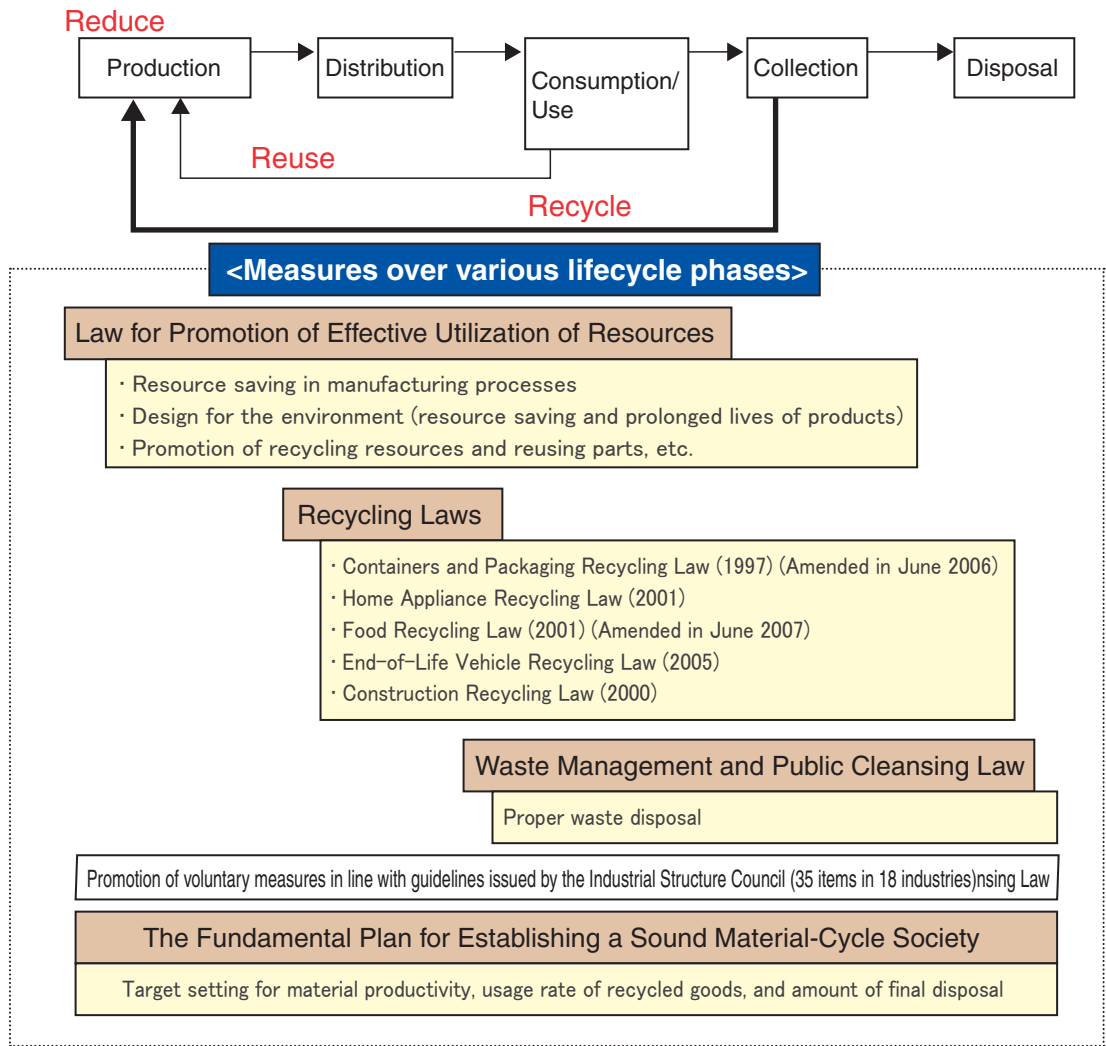 Reduce
Production
Distribution
Consumption/
Use
Collection
Disposal
Reuse
Recycle
<Measures over various lifecycle phases>
Law for Promotion of Effective Utilization of Resources
· Resource saving in manufacturing processes
· Design for the environment (resource saving and prolonged lives of products)
· Promotion of recycling resources and reusing parts, etc.
Recycling Laws
· Containers and Packaging Recycling Law (1997) (Amended in June 2006)
· Home Appliance Recycling Law (2001)
· Food Recycling Law (2001) (Amended in June 2007)
· End-of-Life Vehicle Recycling Law (2005)
· Construction Recycling Law (2000)
Waste Management and Public Cleansing Law
Proper waste disposal
Promotion of voluntary measures in line with guidelines issued by the Industrial Structure Council (35 items in 18 industries)nsing Law
The Fundamental Plan for Establishing a Sound Material-Cycle Society
Target setting for material productivity, usage rate of recycled goods, and amount of final disposal